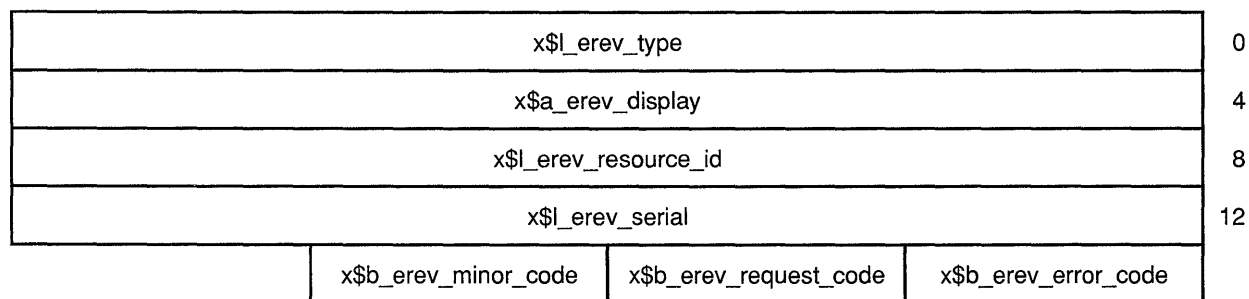 x$l_erev_type 0
x$a_erev_display 4
x$l_erev_resource_id 8
x$l_erev_serial 12
x$b_erev_minor_code x$b_erev_request_code x$b_erev_error_code